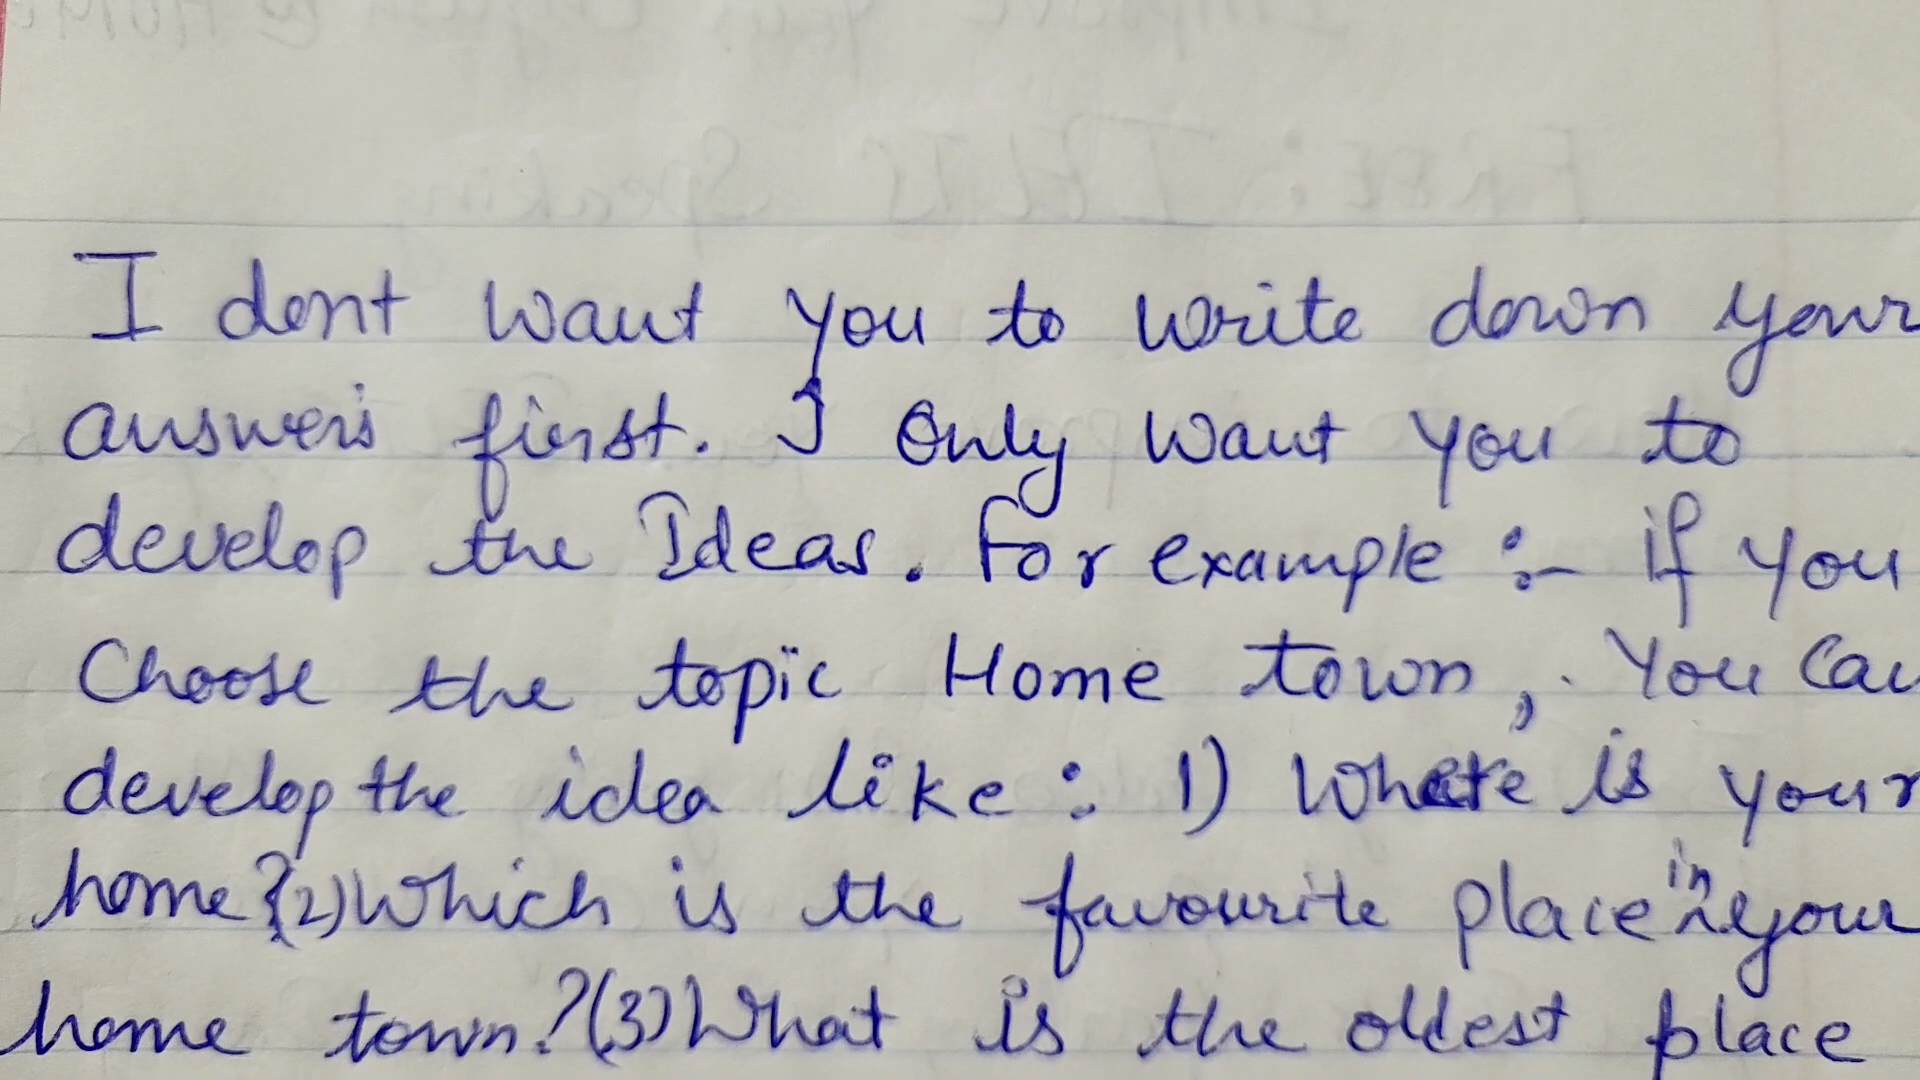 I dont want you to write down your
answers first. I only want you to
develop the Ideas. For example :- if you
Choose the topic Home town, . You Can
develop the idea like : 1) Where is your
home? (2) Which is the favourite place in your
home town? (3) What is the oldest place